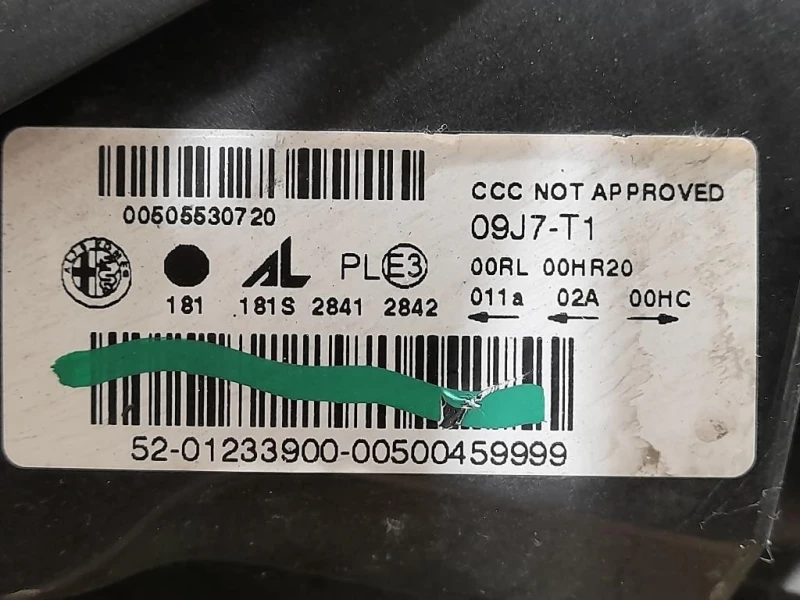 00505530720
CCC NOT APPROVED
09J7-T1
AL PL E3
00RL 00HR20
181 181S 2841 2842
011a 02A 00HC
52-01233900-00500459999